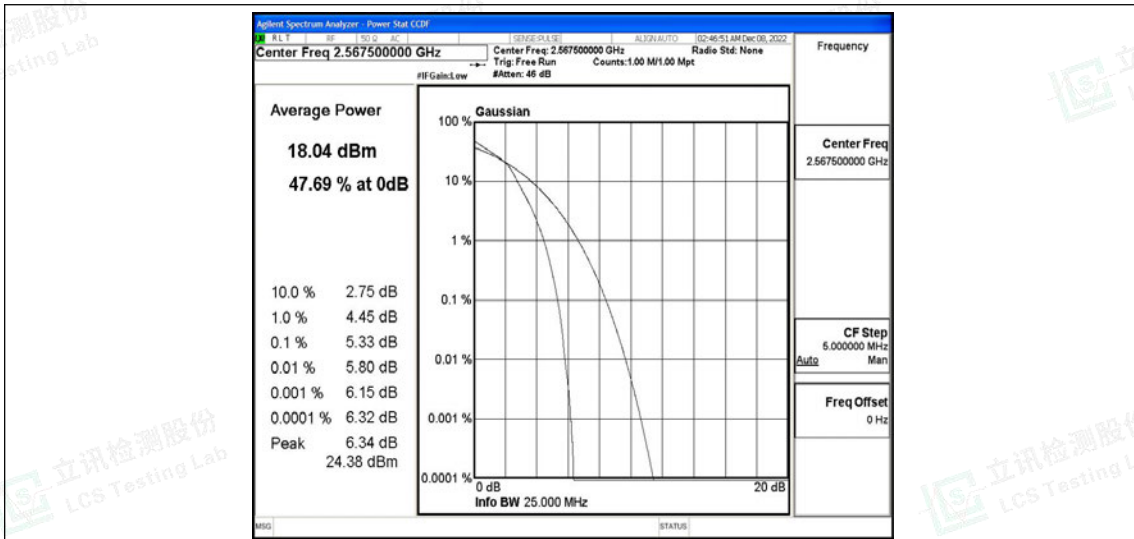 Agilent Spectrum Analyzer - Power Stat CCDF
RLT RF 50 Ω AC SENSE:PULSE ALIGN AUTO 02:46:51 AM Dec 08, 2022
Center Freq 2.567500000 GHz
Center Freq: 2.567500000 GHz Radio Std: None
Trig: Free Run Counts:1.00 M/1.00 Mpt
#IFGain:Low #Atten: 46 dB
Frequency
Average Power
18.04 dBm
47.69 % at 0dB
10.0 % 2.75 dB
1.0 % 4.45 dB
0.1 % 5.33 dB
0.01 % 5.80 dB
0.001 % 6.15 dB
0.0001 % 6.32 dB
Peak 6.34 dB
24.38 dBm
Gaussian
100 %
10 %
1 %
0.1 %
0.01 %
0.001 %
0.0001 %
0 dB 20 dB
Info BW 25.000 MHz
Center Freq
2.567500000 GHz
CF Step
5.000000 MHz
Auto Man
Freq Offset
0 Hz
MSG STATUS
立讯检测股份
LCS Testing Lab